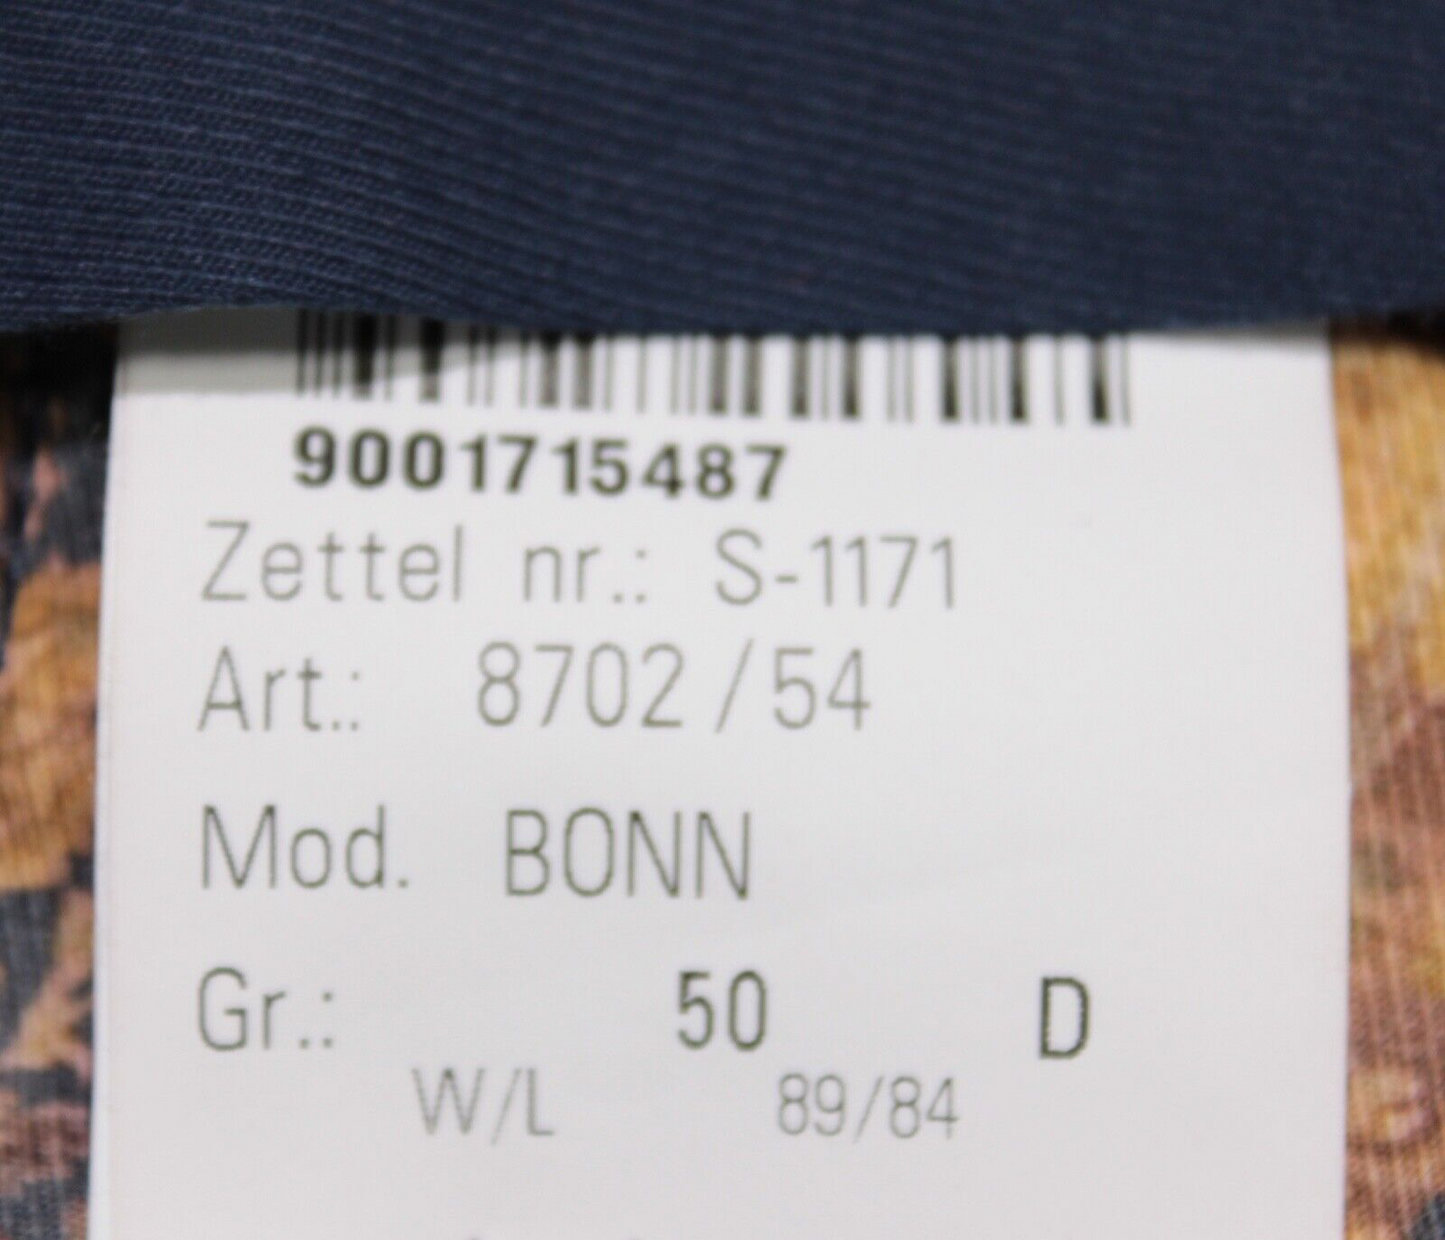 9001715487
Zettel nr.: S-1171
Art.: 8702/54
Mod. BONN
Gr.: 50 D
W/L 89/84